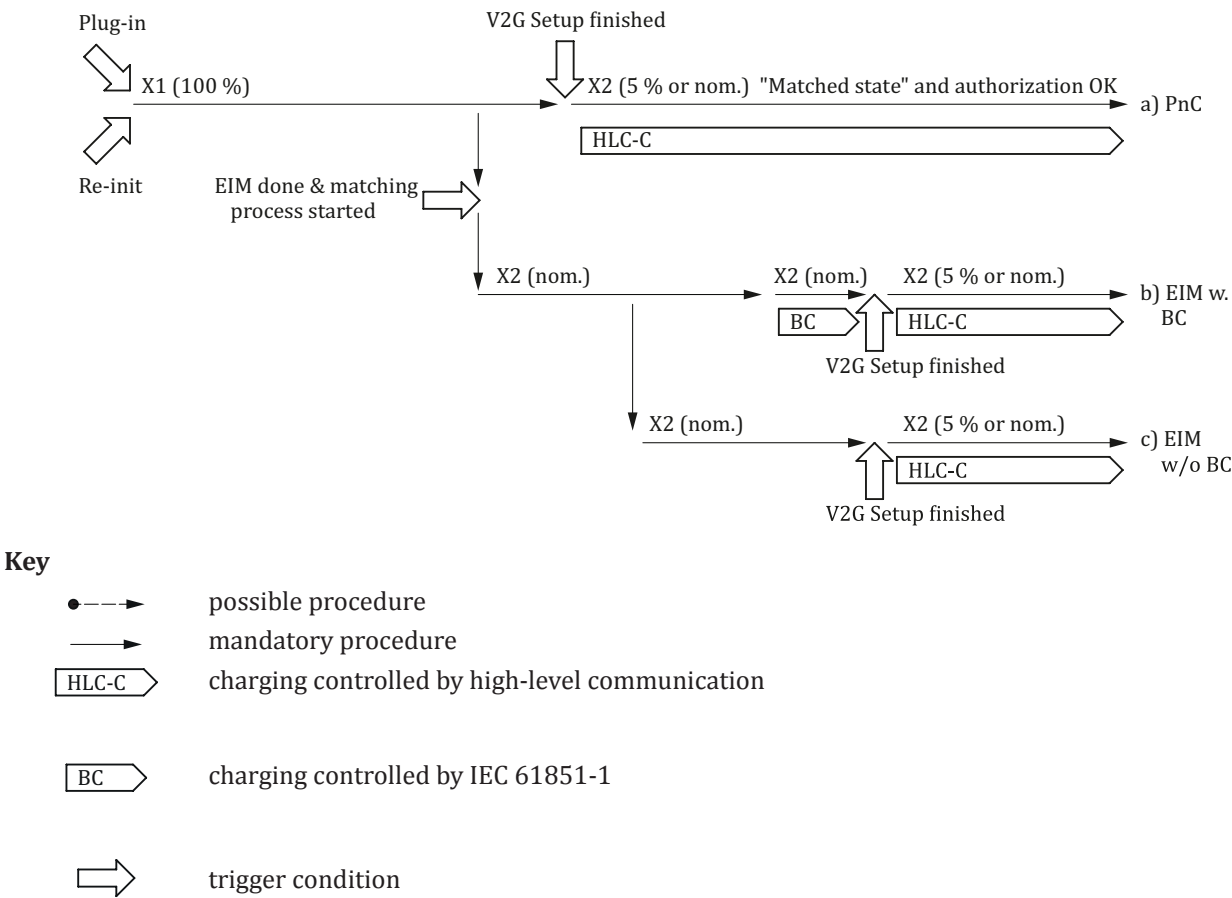 Plug-in
V2G Setup finished
X1 (100 %)
X2 (5 % or nom.) "Matched state" and authorization OK
a) PnC
HLC-C
Re-init
EIM done & matching
process started
X2 (nom.)
X2 (nom.)
X2 (5 % or nom.)
b) EIM w.
BC
BC
HLC-C
V2G Setup finished
X2 (nom.)
X2 (5 % or nom.)
c) EIM
w/o BC
HLC-C
V2G Setup finished
Key
possible procedure
mandatory procedure
HLC-C
charging controlled by high-level communication
BC
charging controlled by IEC 61851-1
trigger condition